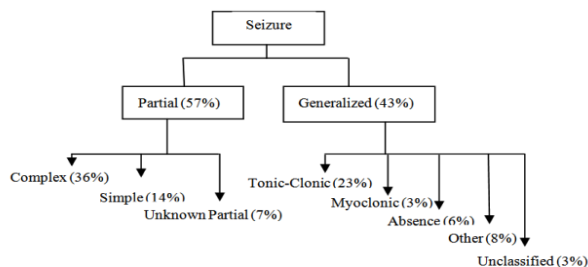 Seizure
Partial (57%)
Generalized (43%)
Complex (36%)
Simple (14%)
Unknown Partial (7%)
Tonic-Clonic (23%)
Myoclonic (3%)
Absence (6%)
Other (8%)
Unclassified (3%)